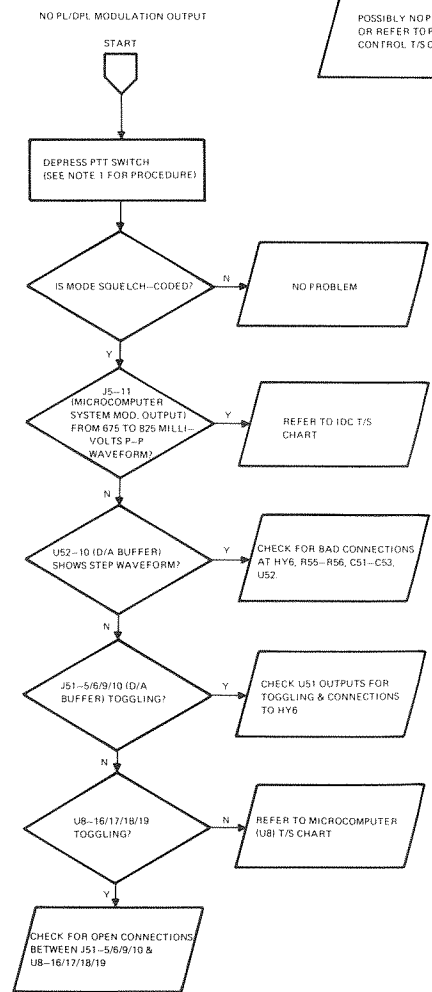 NO PL/DPL MODULATION OUTPUT
START
DEPRESS PTT SWITCH
(SEE NOTE 1 FOR PROCEDURE)
IS MODE SQUELCH-CODED?
N
NO PROBLEM
Y
J5-11
(MICROCOMPUTER
SYSTEM MOD. OUTPUT)
FROM 675 TO 825 MILLI-
VOLTS P-P
WAVEFORM?
Y
REFER TO IDC T/S
CHART
N
U52-10 (D/A BUFFER)
SHOWS STEP WAVEFORM?
Y
CHECK FOR BAD CONNECTIONS
AT HY6, R55-R56, C51-C53,
U52.
N
J51-5/6/9/10 (D/A
BUFFER) TOGGLING?
Y
CHECK U51 OUTPUTS FOR
TOGGLING & CONNECTIONS
TO HY6
N
U8-16/17/18/19
TOGGLING?
N
REFER TO MICROCOMPUTER
(U8) T/S CHART
Y
CHECK FOR OPEN CONNECTIONS
BETWEEN J51-5/6/9/10 &
U8-16/17/18/19
POSSIBLY NO P
OR REFER TO P
CONTROL T/S C